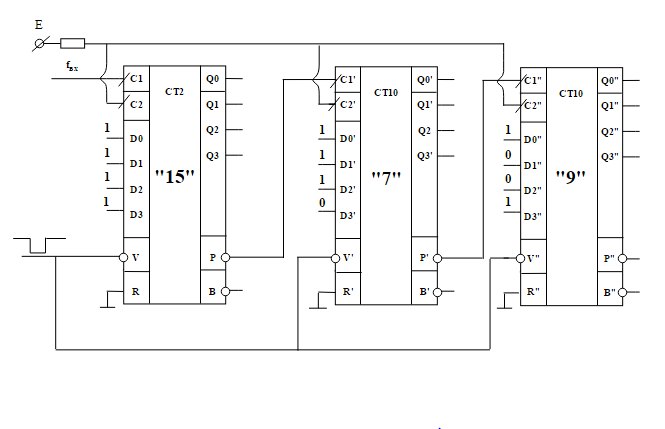 E
fвх
C1 CT2 Q0
C2 Q1
1 D0 Q2
1 D1 "15" Q3
1 D2
1 D3
V P
R B
C1' CT10 Q0'
C2' Q1'
1 D0' Q2
1 D1' "7" Q3'
1 D2'
0 D3'
V' P'
R' B'
C1" CT10 Q0"
C2" Q1"
1 D0" Q2"
0 D1" "9" Q3"
0 D2"
1 D3"
V" P"
R" B"